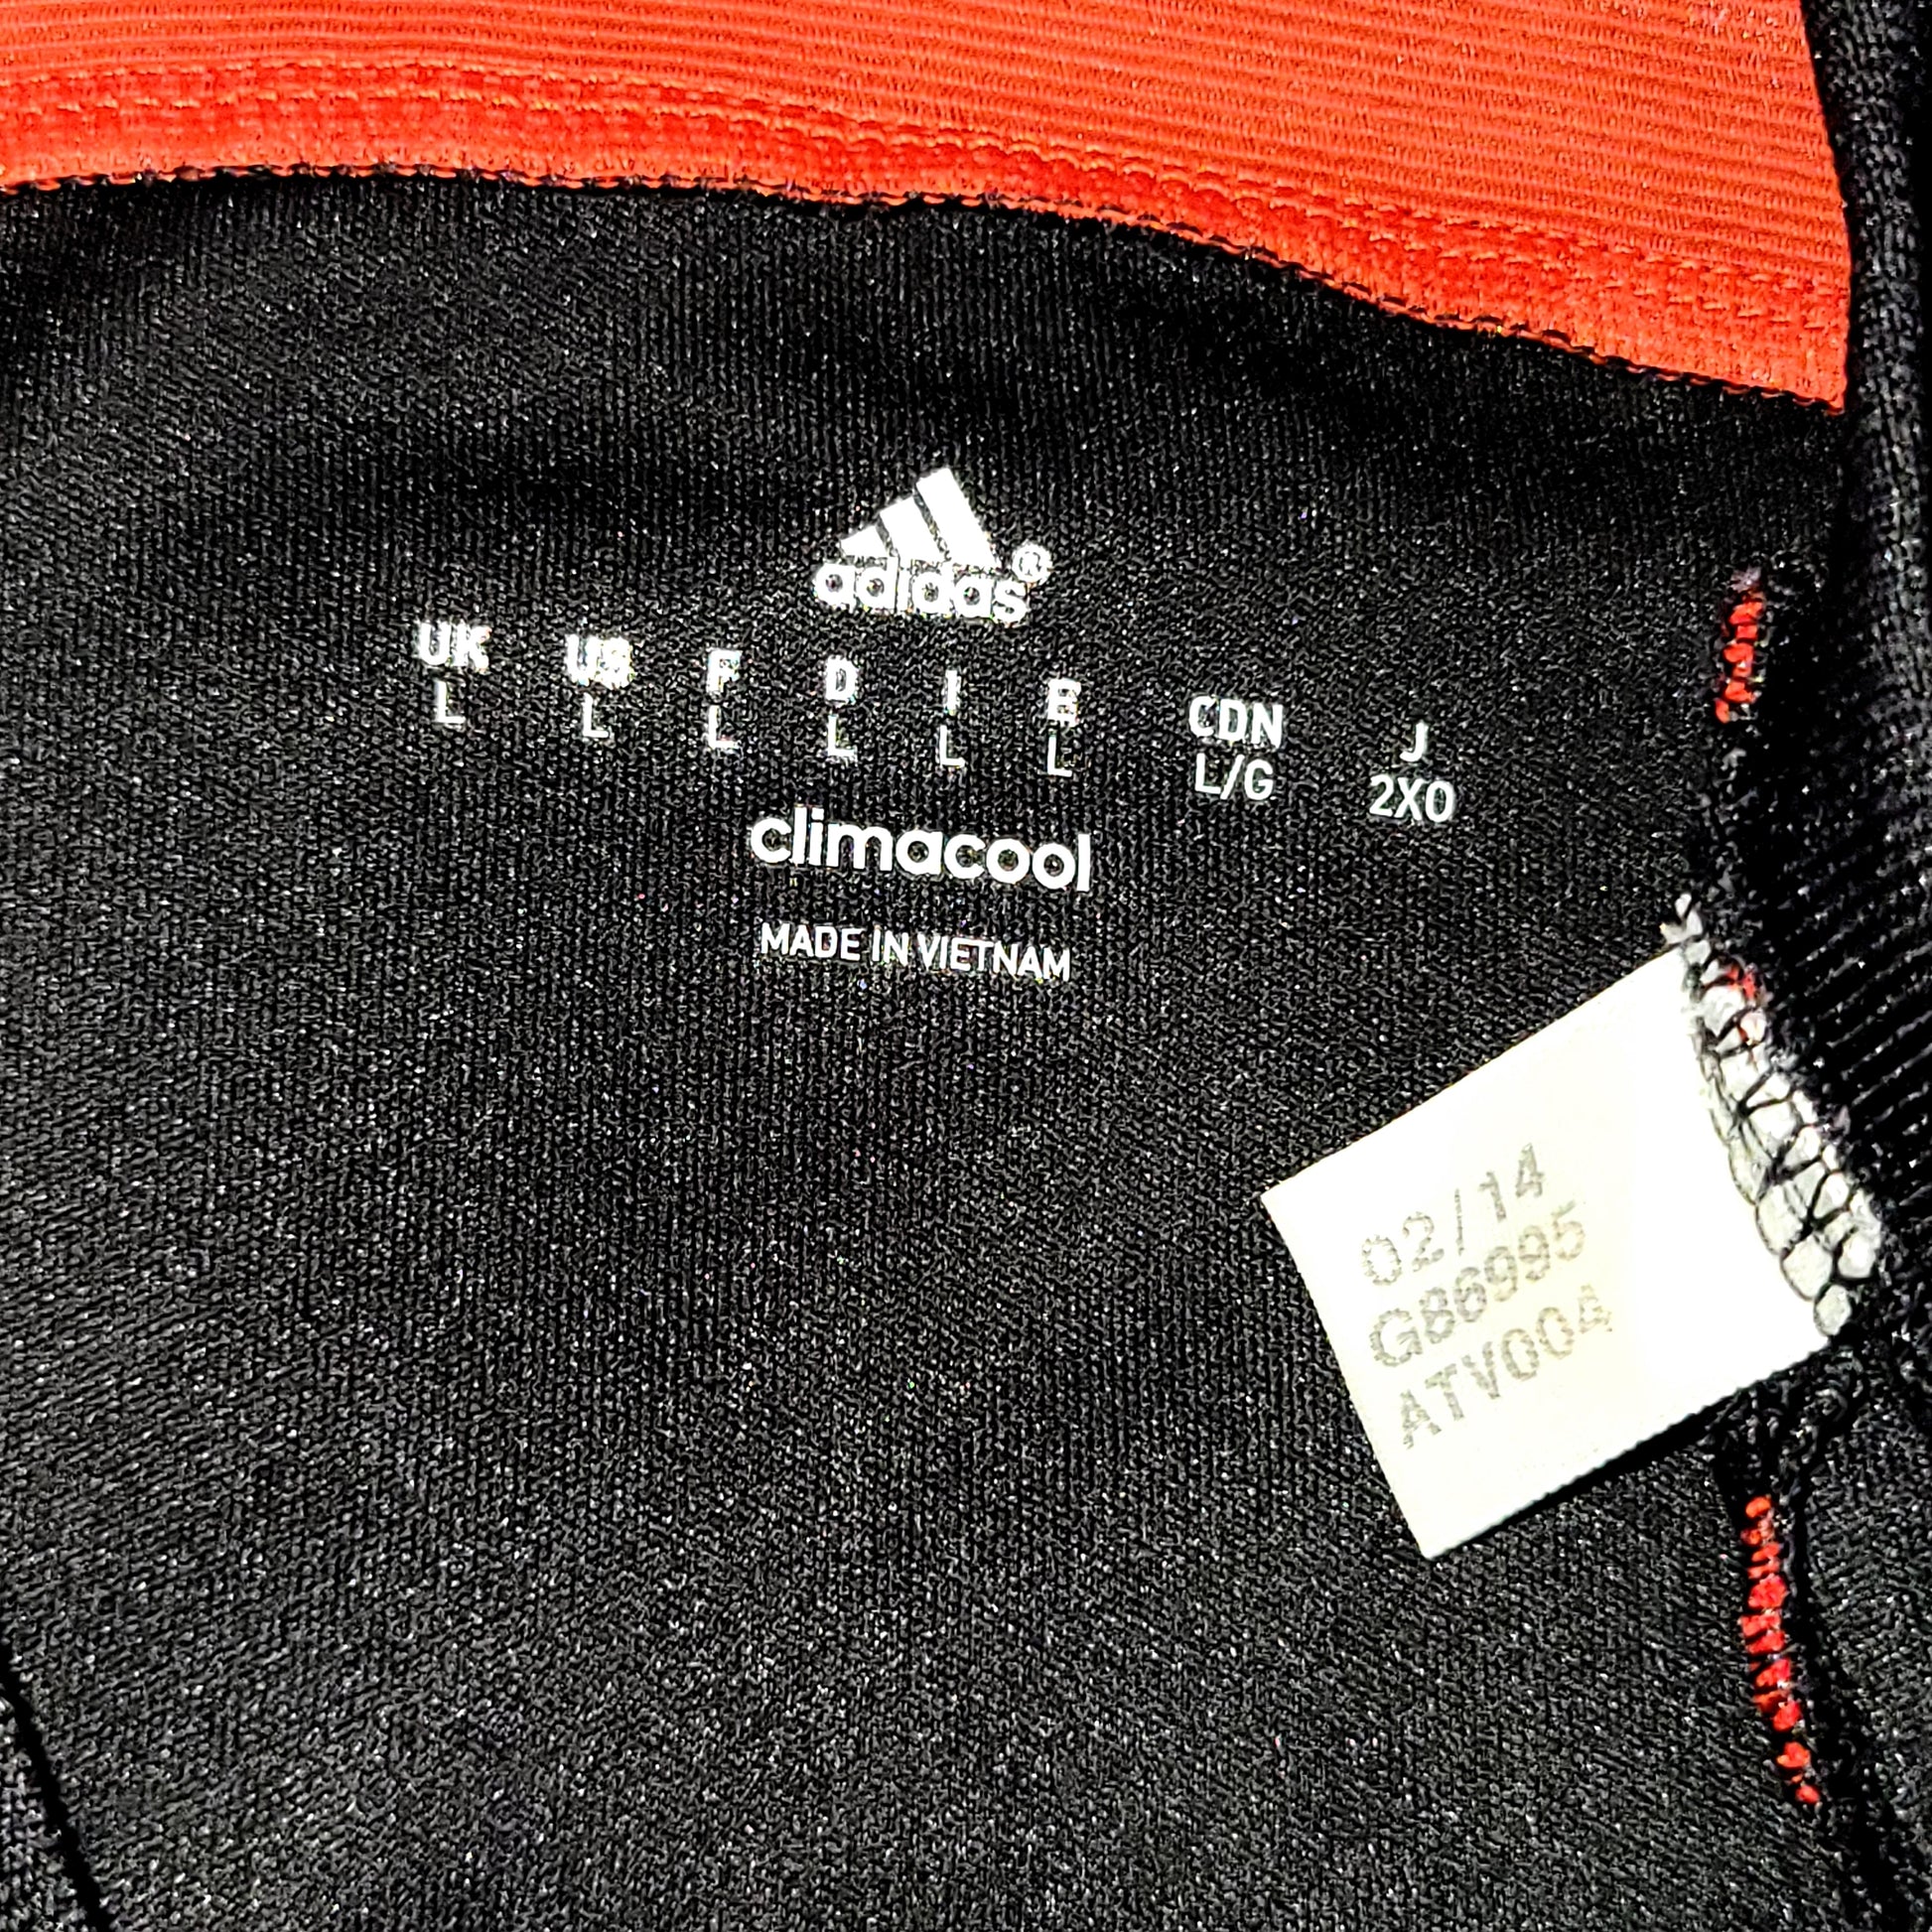 adidas®
UK US F D I E CDN J
L L L L L L L/G 2XO
climacool
MADE IN VIETNAM
02/14
G86995
ATV004